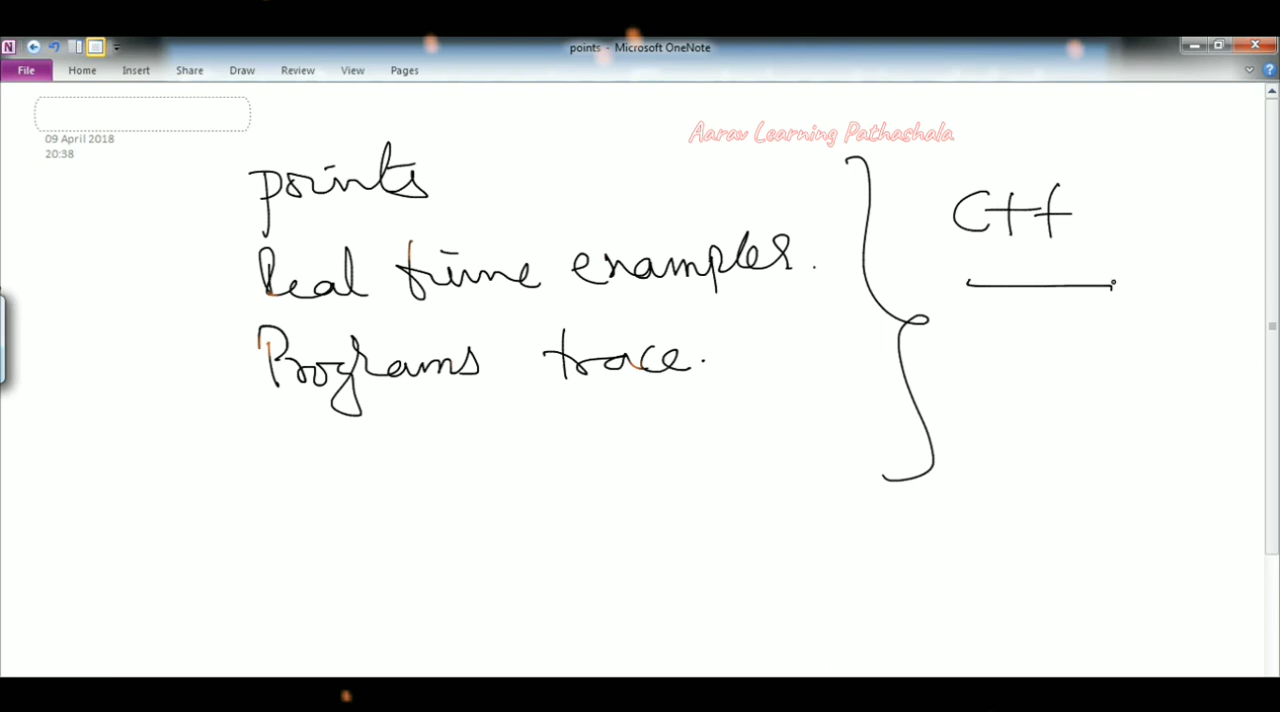 points - Microsoft OneNote
File Home Insert Share Draw Review View Pages
Aarav Learning Pathashala
09 April 2018
20:38
points
Real time examples.
Programs trace.
C++